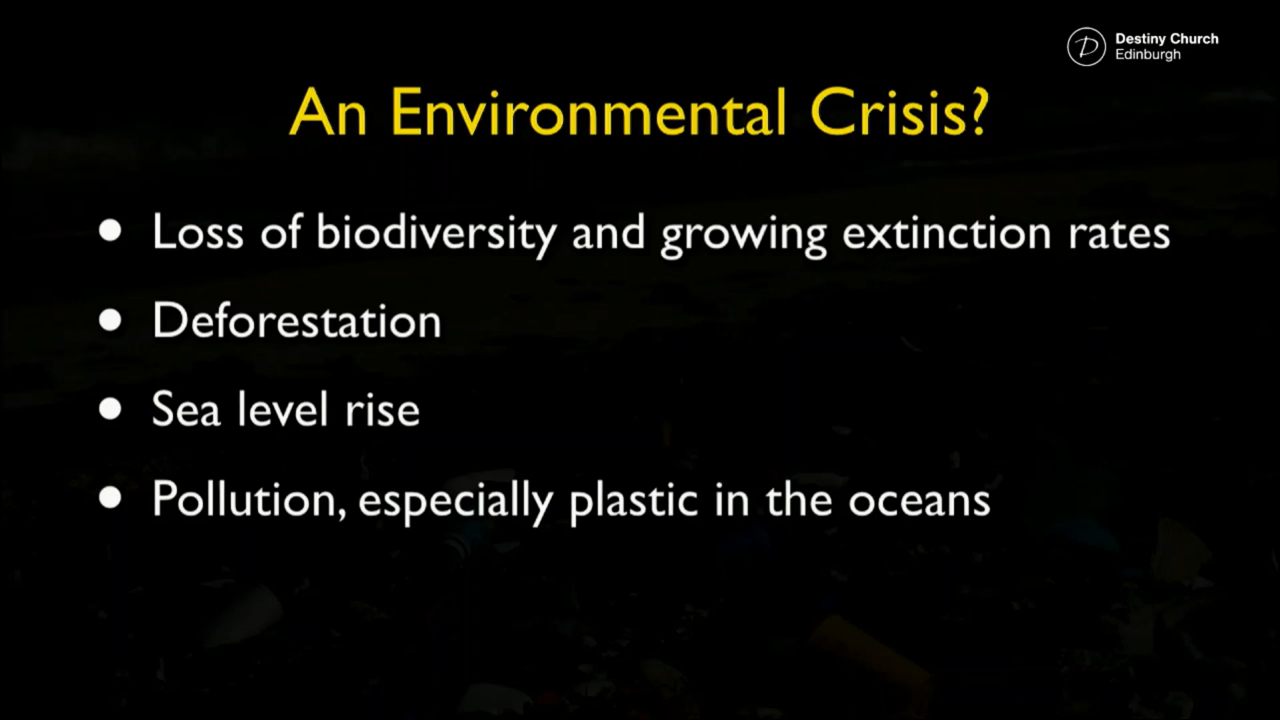 Destiny Church
Edinburgh
An Environmental Crisis?
• Loss of biodiversity and growing extinction rates
• Deforestation
• Sea level rise
• Pollution, especially plastic in the oceans